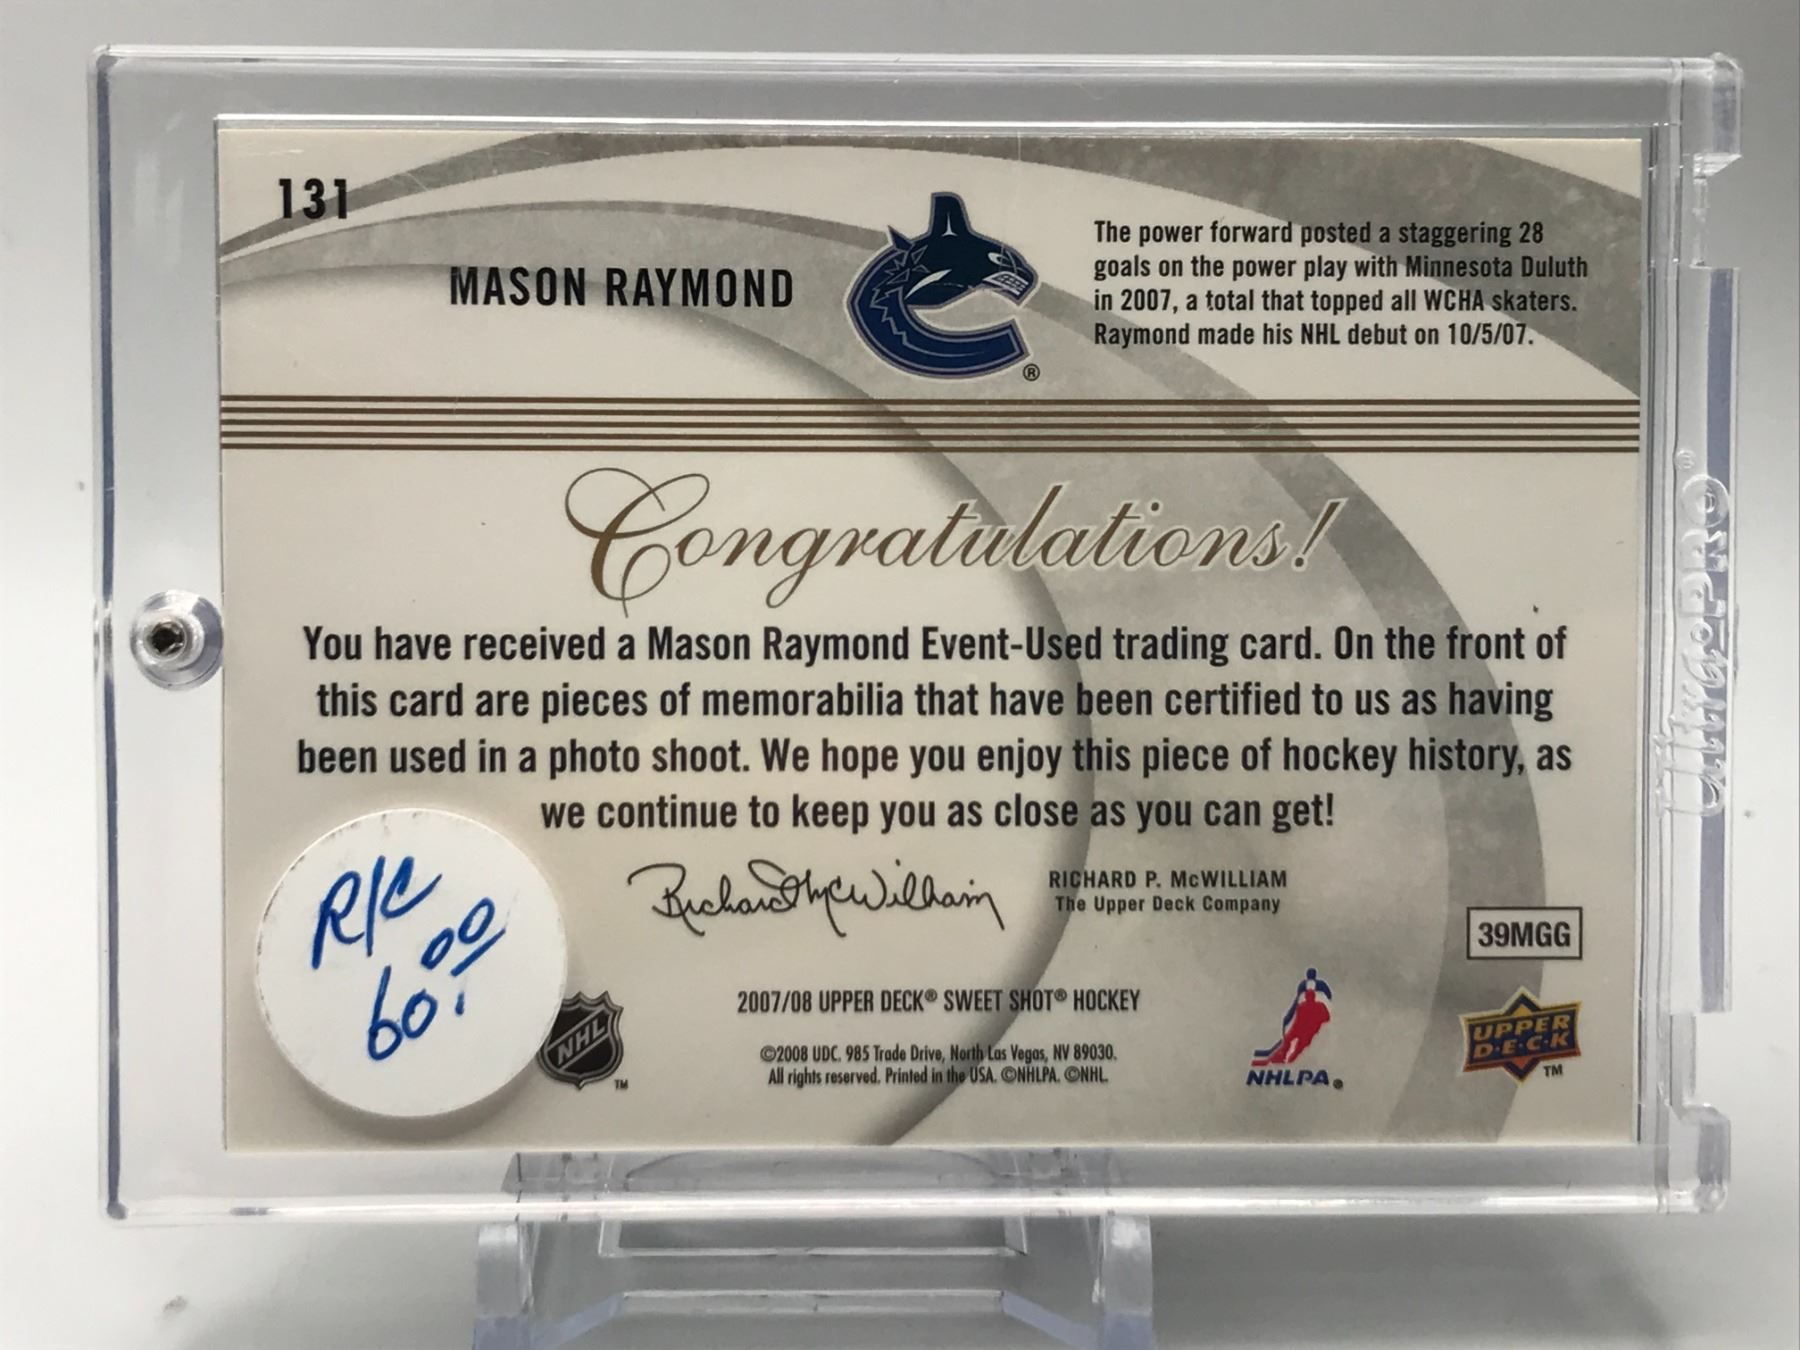 131
MASON RAYMOND
®
The power forward posted a staggering 28
goals on the power play with Minnesota Duluth
in 2007, a total that topped all WCHA skaters.
Raymond made his NHL debut on 10/5/07.
Congratulations!
You have received a Mason Raymond Event-Used trading card. On the front of
this card are pieces of memorabilia that have been certified to us as having
been used in a photo shoot. We hope you enjoy this piece of hockey history, as
we continue to keep you as close as you can get!
Richard McWilliam
RICHARD P. McWILLIAM
The Upper Deck Company
39MGG
R/C
60.00
NHL
TM
2007/08 UPPER DECK® SWEET SHOT® HOCKEY
©2008 UDC. 985 Trade Drive, North Las Vegas, NV 89030.
All rights reserved. Printed in the USA. ©NHLPA. ©NHL.
NHLPA®
UPPER
D·E·C·K
TM
Ultra•PRO®